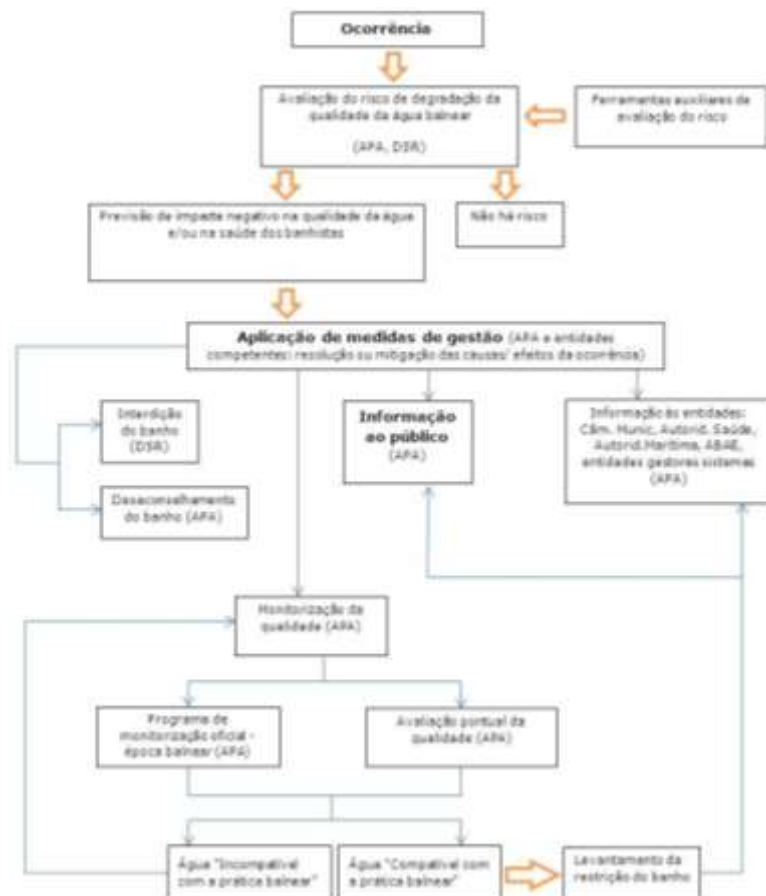 Ocorrência
Avaliação do risco de degradação da
qualidade da água balnear
(APA, DSR)
Ferramentas auxiliares de
avaliação do risco
Previsão de impacte negativo na qualidade da água
e/ou na saúde dos banhistas
Não há risco
Aplicação de medidas de gestão (APA e entidades
competentes: resolução ou mitigação das causas/ efeitos da ocorrência)
Interdição
do banho
(DSR)
Desaconselhamento
do banho (APA)
Informação
ao público
(APA)
Informação às entidades:
Câm. Munic, Autorid. Saúde,
Autorid.Marítima, ABAE,
entidades gestores sistemas
(APA)
Monitorização da
qualidade (APA)
Programa de
monitorização oficial -
época balnear (APA)
Avaliação pontual da
qualidade (APA)
Água "Incompatível
com a prática balnear"
Água "Compatível com
a prática balnear"
Levantamento da
restrição do banho